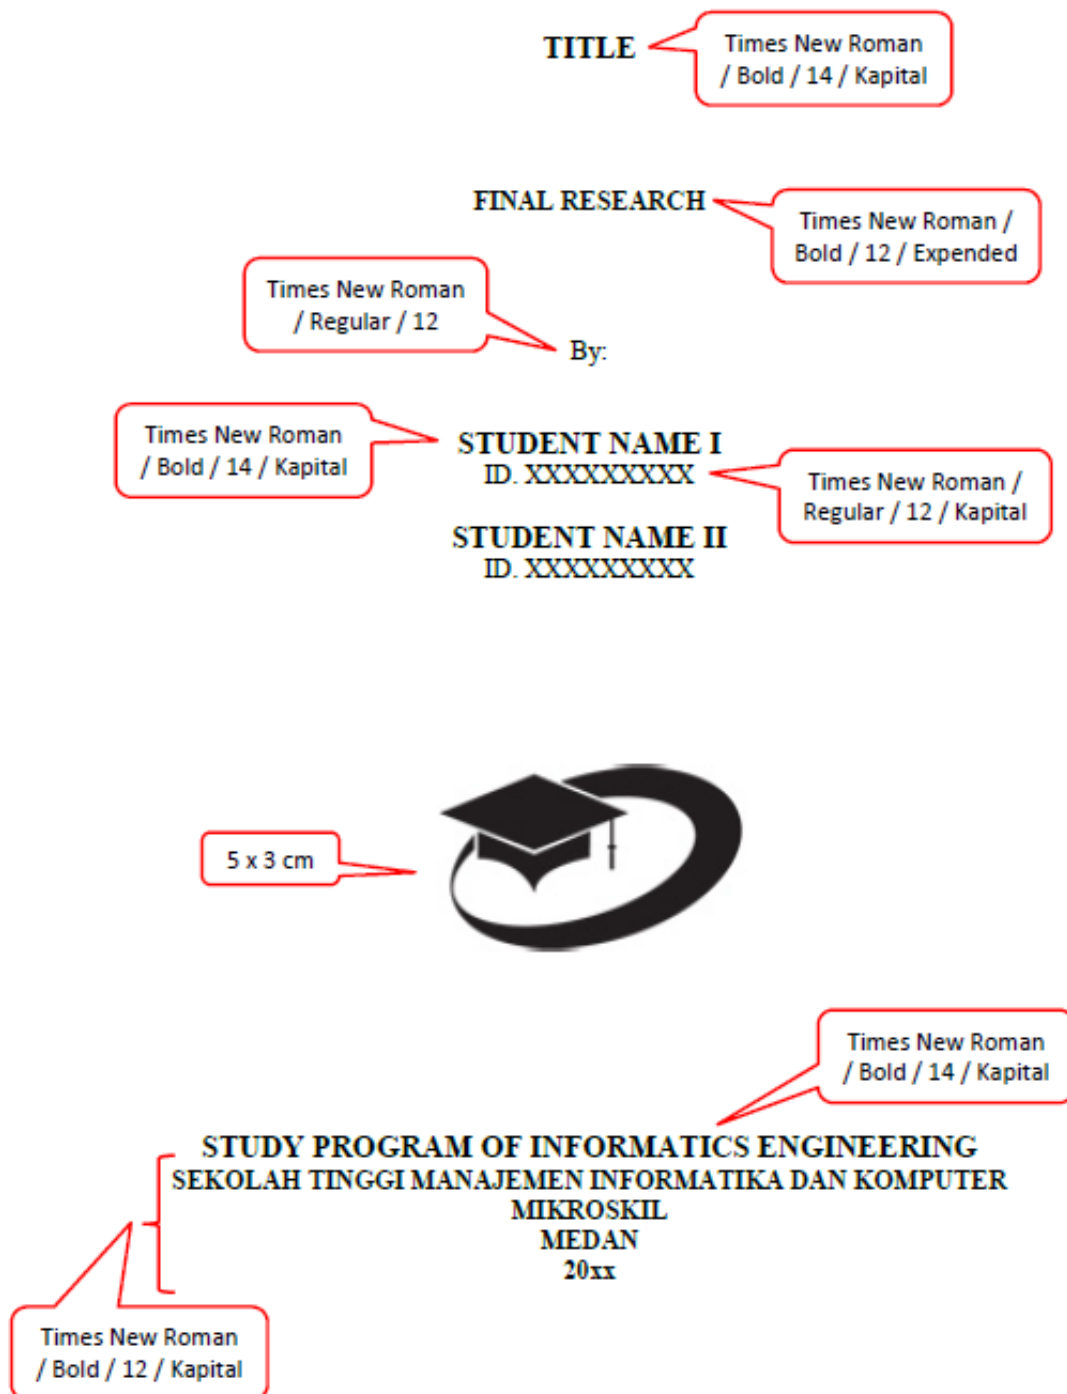 TITLE
Times New Roman
/ Bold / 14 / Kapital
FINAL RESEARCH
Times New Roman /
Bold / 12 / Expended
Times New Roman
/ Regular / 12
By:
Times New Roman
/ Bold / 14 / Kapital
STUDENT NAME I
ID. XXXXXXXXX
Times New Roman /
Regular / 12 / Kapital
STUDENT NAME II
ID. XXXXXXXXX
5 x 3 cm
Times New Roman
/ Bold / 14 / Kapital
STUDY PROGRAM OF INFORMATICS ENGINEERING
SEKOLAH TINGGI MANAJEMEN INFORMATIKA DAN KOMPUTER
MIKROSKIL
MEDAN
20xx
Times New Roman
/ Bold / 12 / Kapital